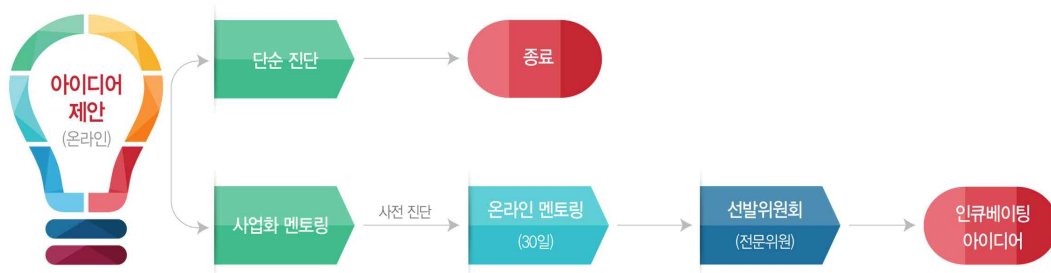 아이디어
제안
(온라인)
단순 진단
종료
사업화 멘토링
사전 진단
온라인 멘토링
(30일)
선발위원회
(전문위원)
인큐베이팅
아이디어